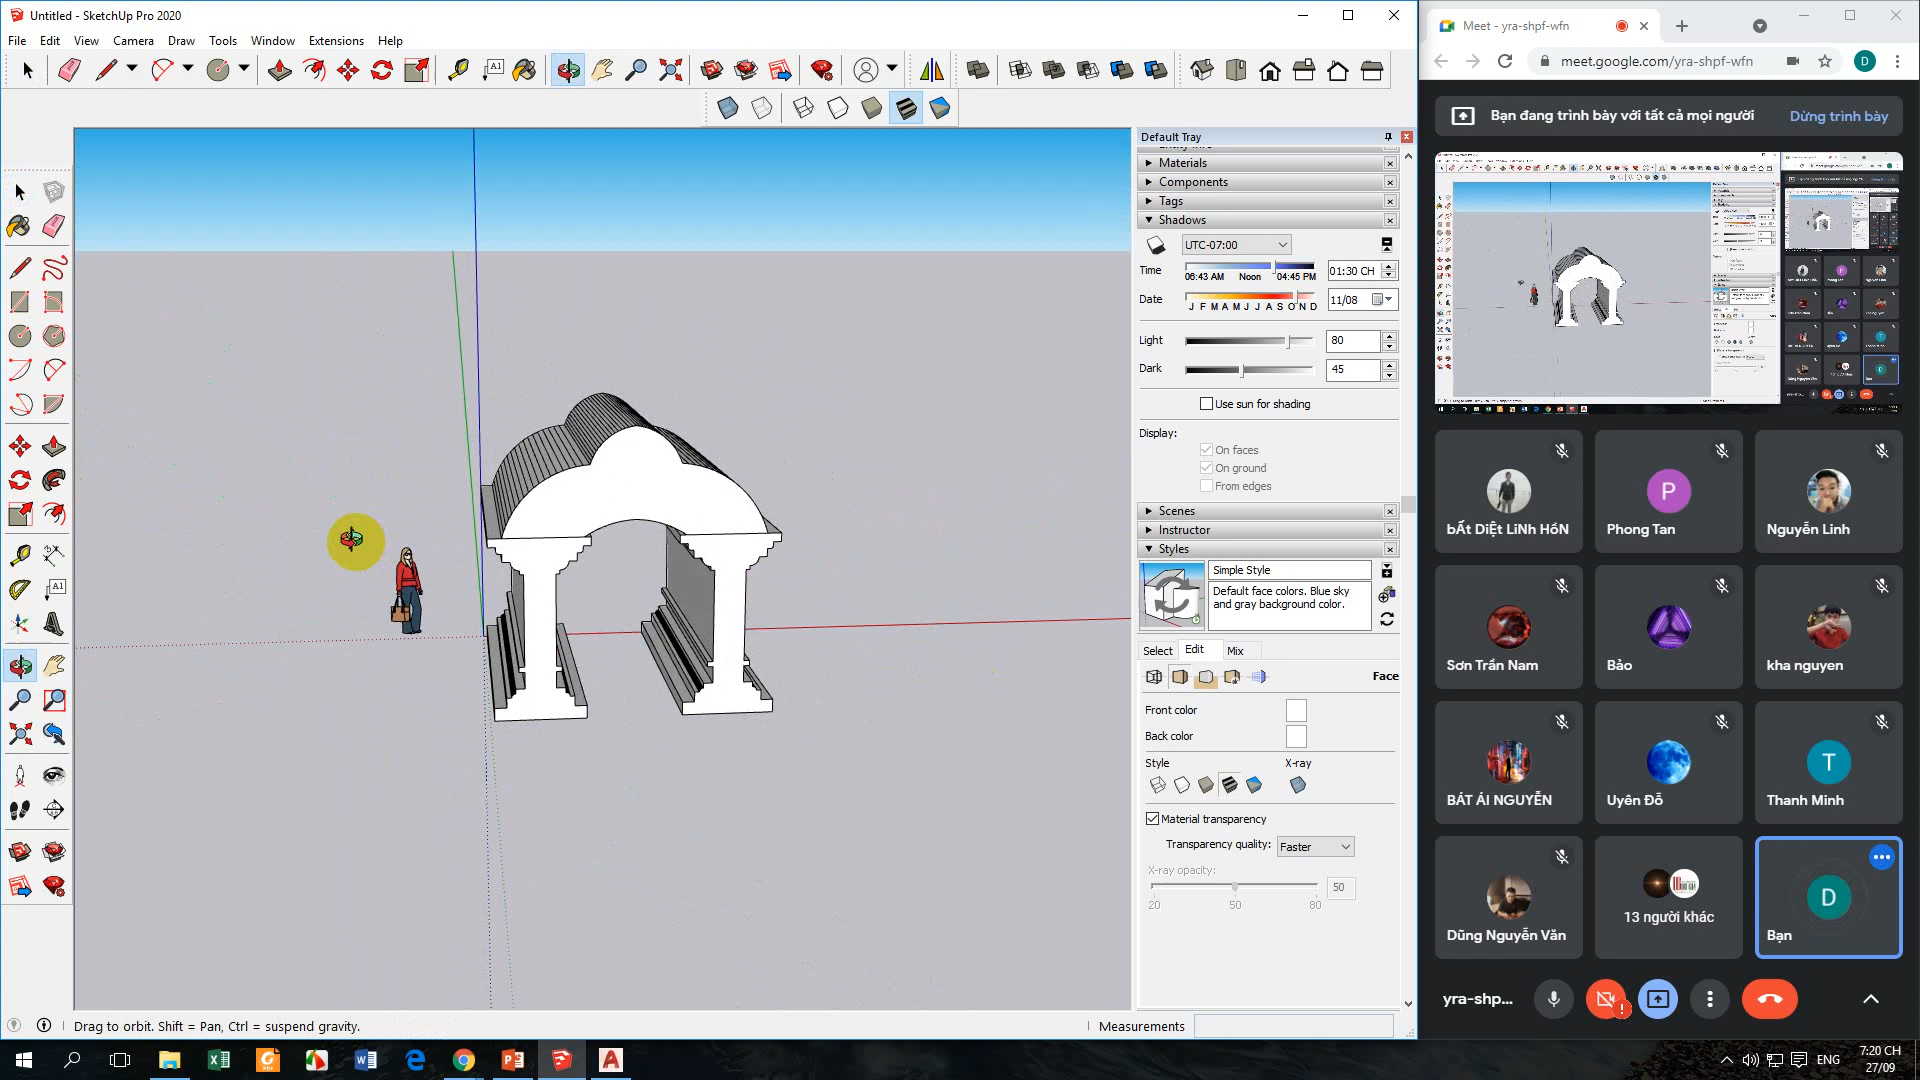 Untitled - SketchUp Pro 2020
File Edit View Camera Draw Tools Window Extensions Help
A1
Default Tray
Materials
Components
Tags
Shadows
UTC-07:00
Time
06:43 AM Noon 04:45 PM
01:30 CH
Date
J F M A M J J A S O N D
11/08
Light
80
Dark
45
Use sun for shading
Display:
On faces
On ground
From edges
Scenes
Instructor
Styles
Simple Style
Default face colors. Blue sky
and gray background color.
Select Edit Mix
Face
Front color
Back color
Style X-ray
Material transparency
Transparency quality: Faster
X-ray opacity:
50
20 50 80
A1
Drag to orbit. Shift = Pan, Ctrl = suspend gravity.
Measurements
Meet - yra-shpf-wfn
meet.google.com/yra-shpf-wfn
D
Bạn đang trình bày với tất cả mọi người
Dừng trình bày
bẤt DiỆt LiNh HồN
P
Phong Tan
Nguyễn Linh
Sơn Trần Nam
Bảo
kha nguyen
BÁT ÁI NGUYỄN
Uyên Đỗ
T
Thanh Minh
Dũng Nguyễn Văn
13 người khác
D
Bạn
yra-shp...
ENG
7:20 CH
27/09